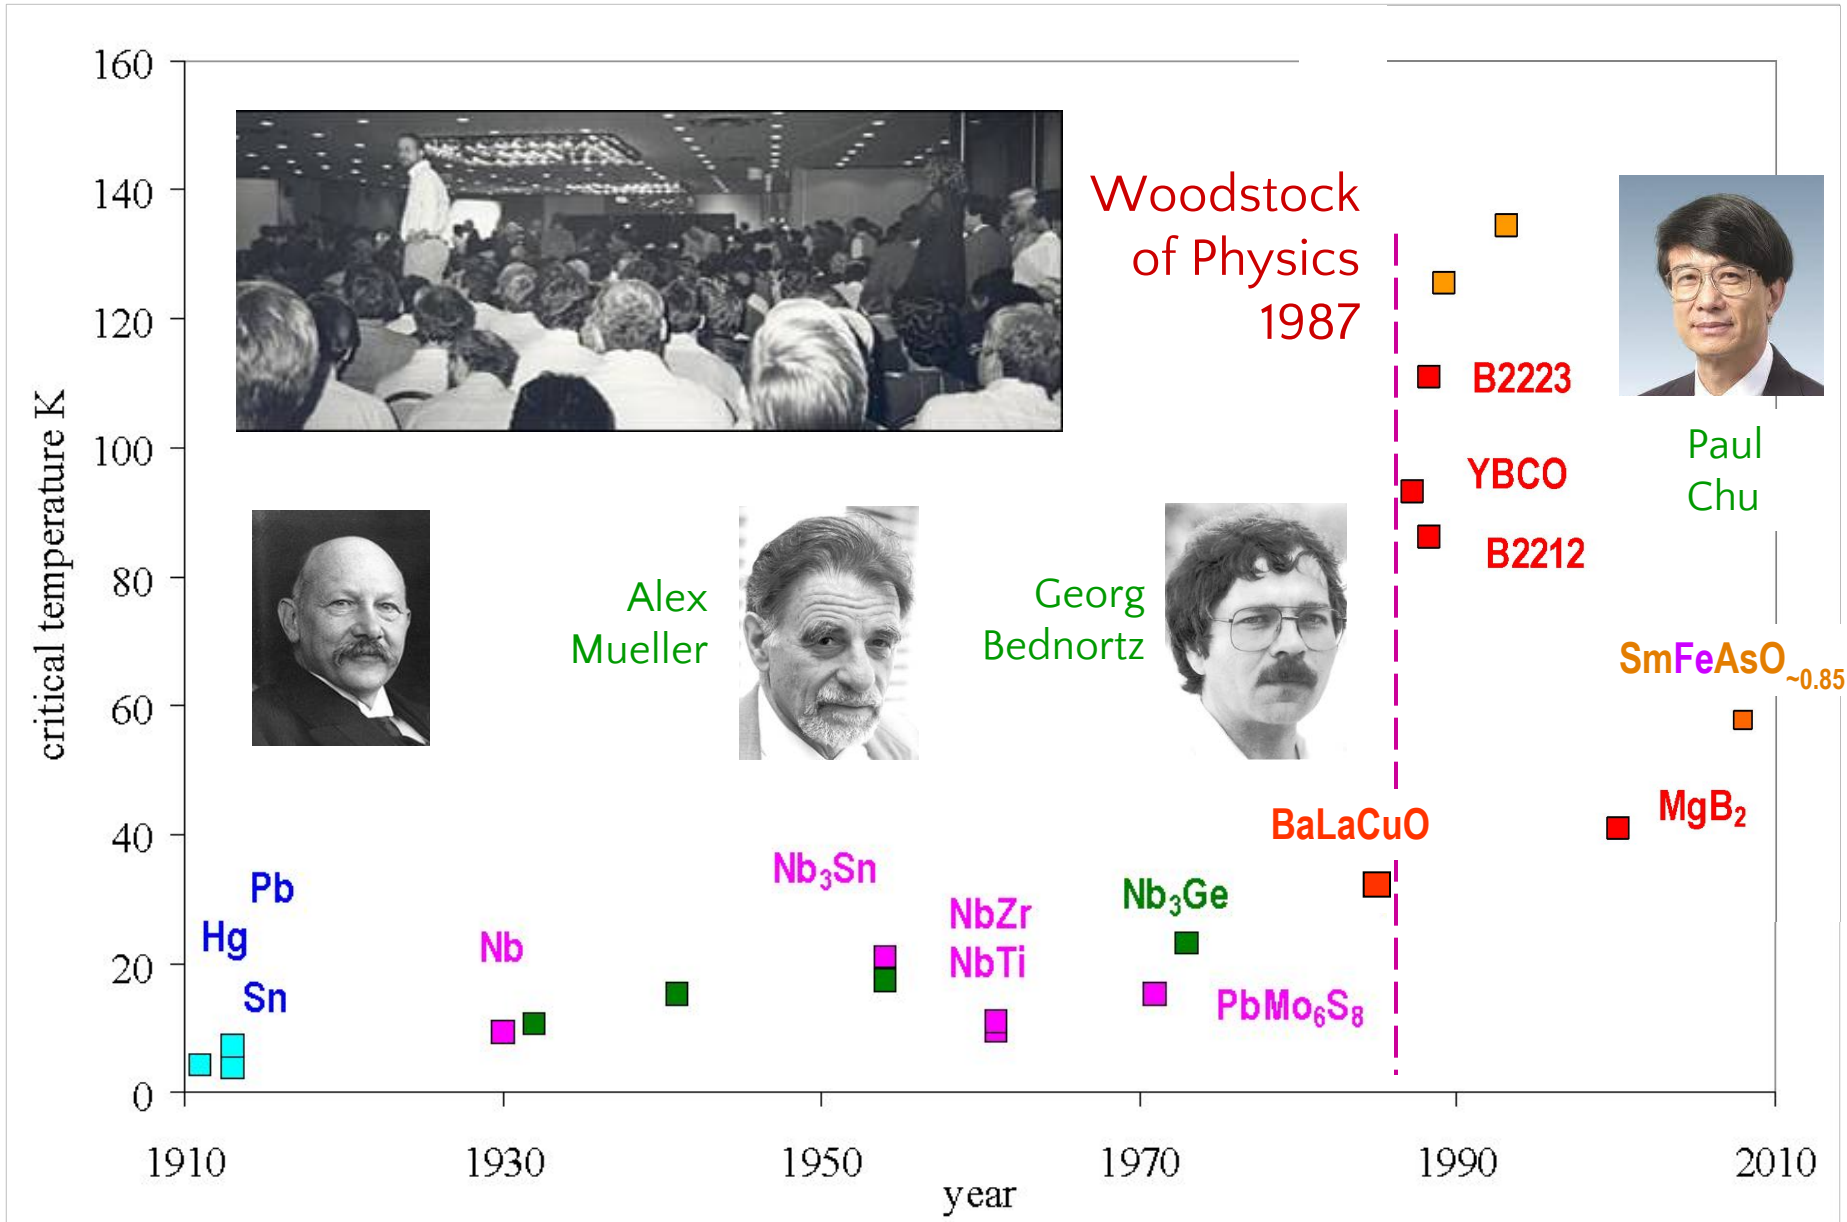 160
140
120
100
80
60
40
20
0
critical temperature K
1910
1930
1950
1970
1990
2010
year
Woodstock
of Physics
1987
B2223
Paul
Chu
YBCO
B2212
Alex
Mueller
Georg
Bednortz
SmFeAsO~0.85
MgB2
BaLaCuO
Nb3Sn
Pb
Nb3Ge
NbZr
Hg
Nb
NbTi
Sn
PbMo6S8